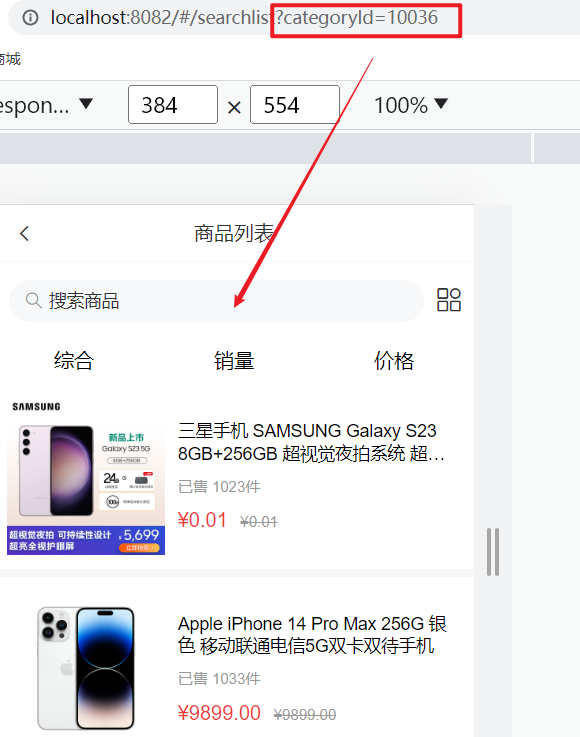 localhost:8082/#/searchlist?categoryId=10036
商城
espon... 384 × 554 100%
商品列表
搜索商品
综合 销量 价格
SAMSUNG
新品上市
Galaxy S23 5G
8GB+256GB
24
超视觉夜拍 可持续性设计
超亮全视护眼屏
¥5,699
三星手机 SAMSUNG Galaxy S23
8GB+256GB 超视觉夜拍系统 超...
已售 1023件
¥0.01 ¥0.01
Apple iPhone 14 Pro Max 256G 银
色 移动联通电信5G双卡双待手机
已售 1033件
¥9899.00 ¥9899.00